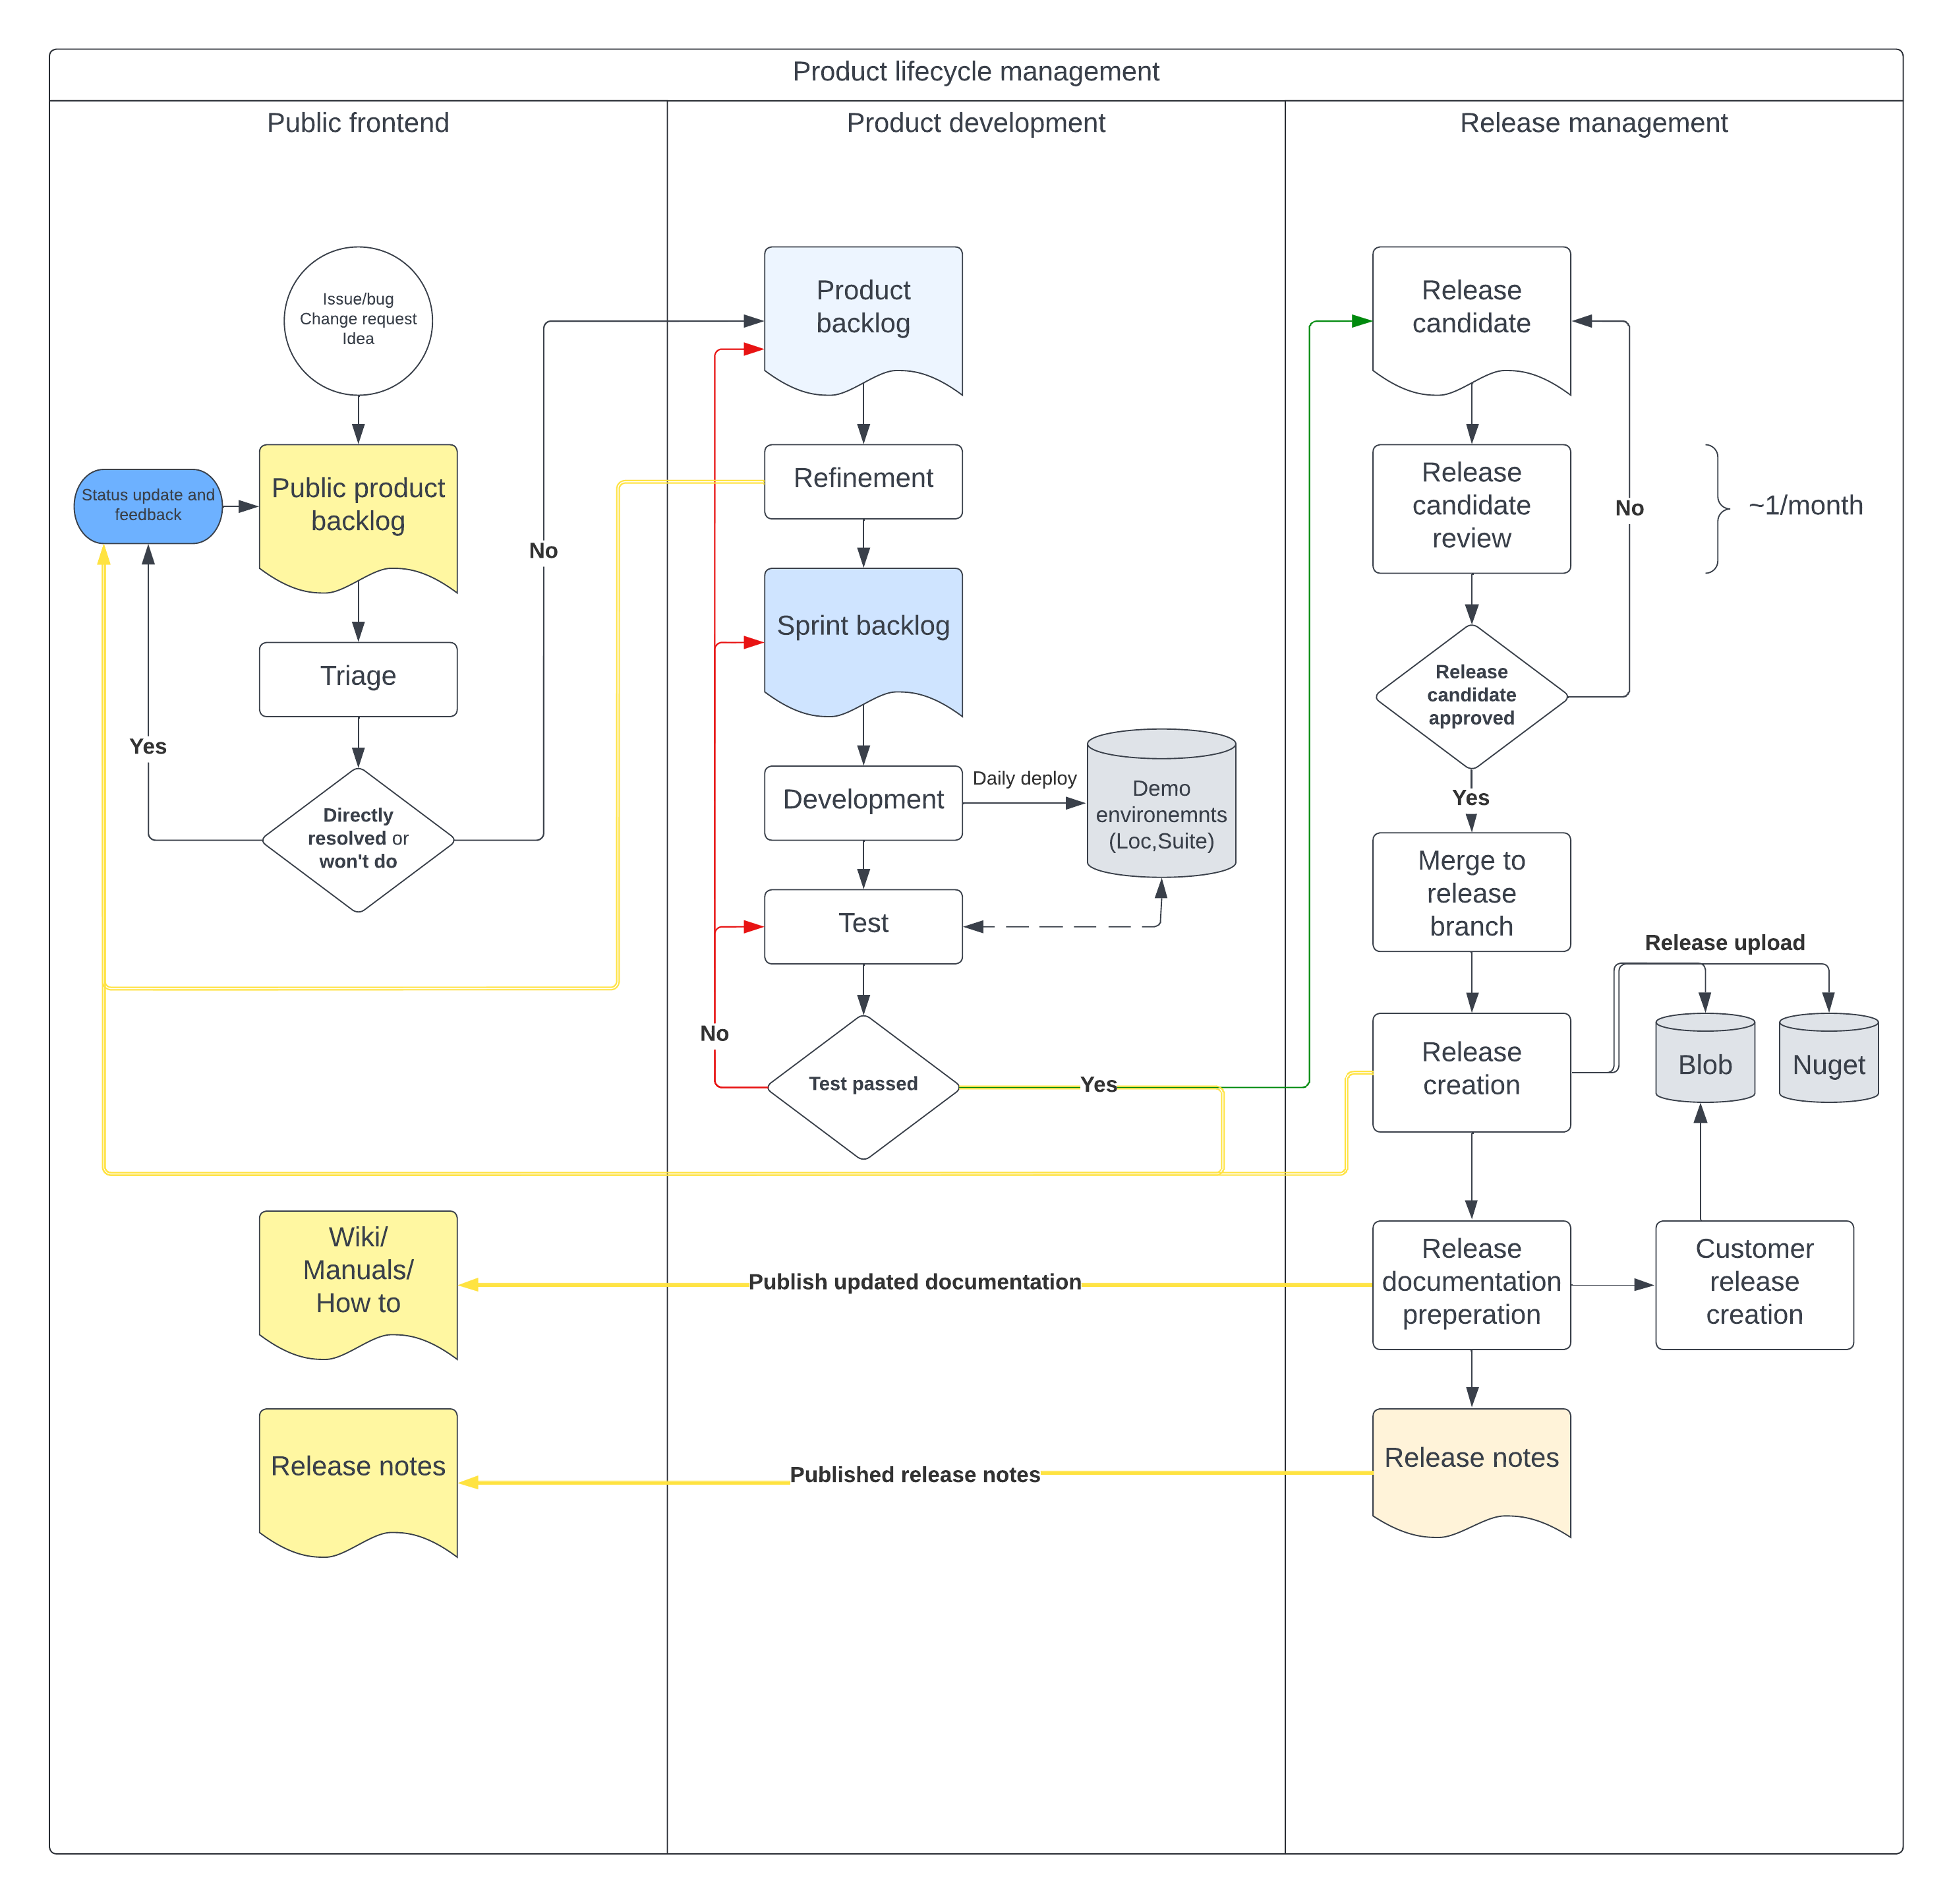 Product lifecycle management
Public frontend
Product development
Release management
Issue/bug
Change request
Idea
Status update and
feedback
Public product
backlog
Triage
Directly
resolved or
won't do
Yes
No
Wiki/
Manuals/
How to
Release notes
Product
backlog
Refinement
Sprint backlog
Development
Daily deploy
Demo
environemnts
(Loc,Suite)
Test
Test passed
No
Yes
Publish updated documentation
Published release notes
Release
candidate
Release
candidate
review
~1/month
No
Release
candidate
approved
Yes
Merge to
release
branch
Release upload
Release
creation
Blob
Nuget
Release
documentation
preperation
Customer
release
creation
Release notes